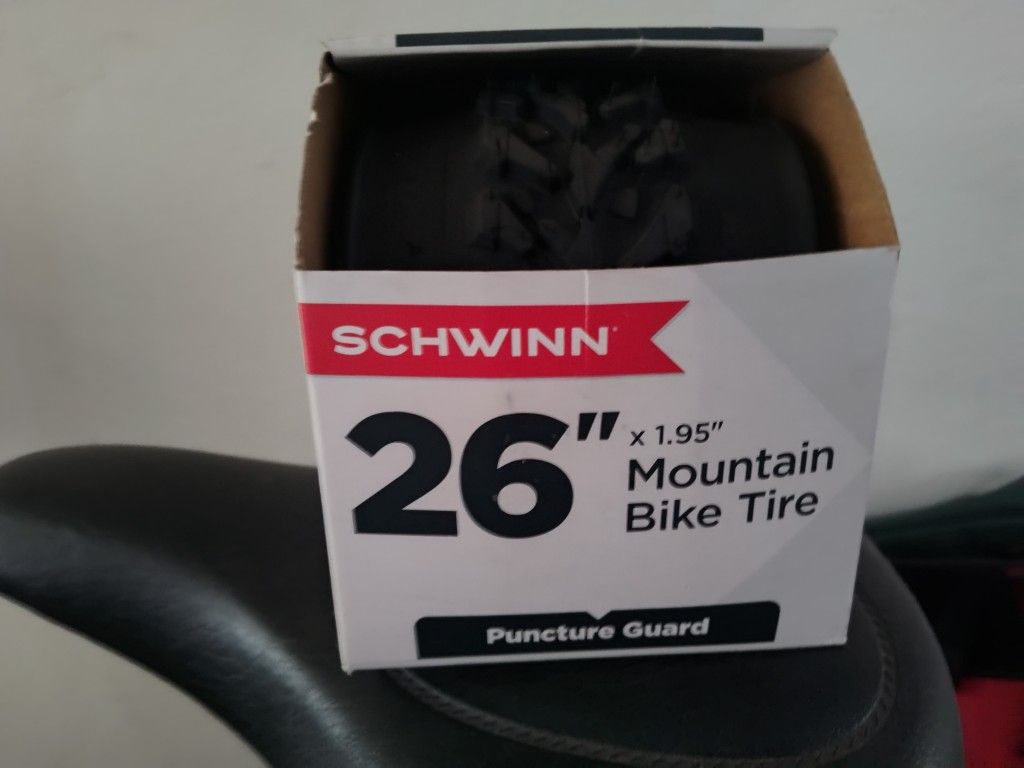 SCHWINN
26" x 1.95"
Mountain
Bike Tire
Puncture Guard